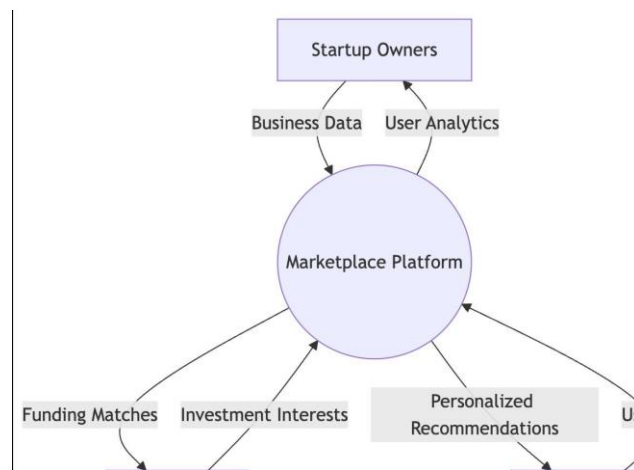 Startup Owners
Business Data
User Analytics
Marketplace Platform
Funding Matches
Investment Interests
Personalized
Recommendations